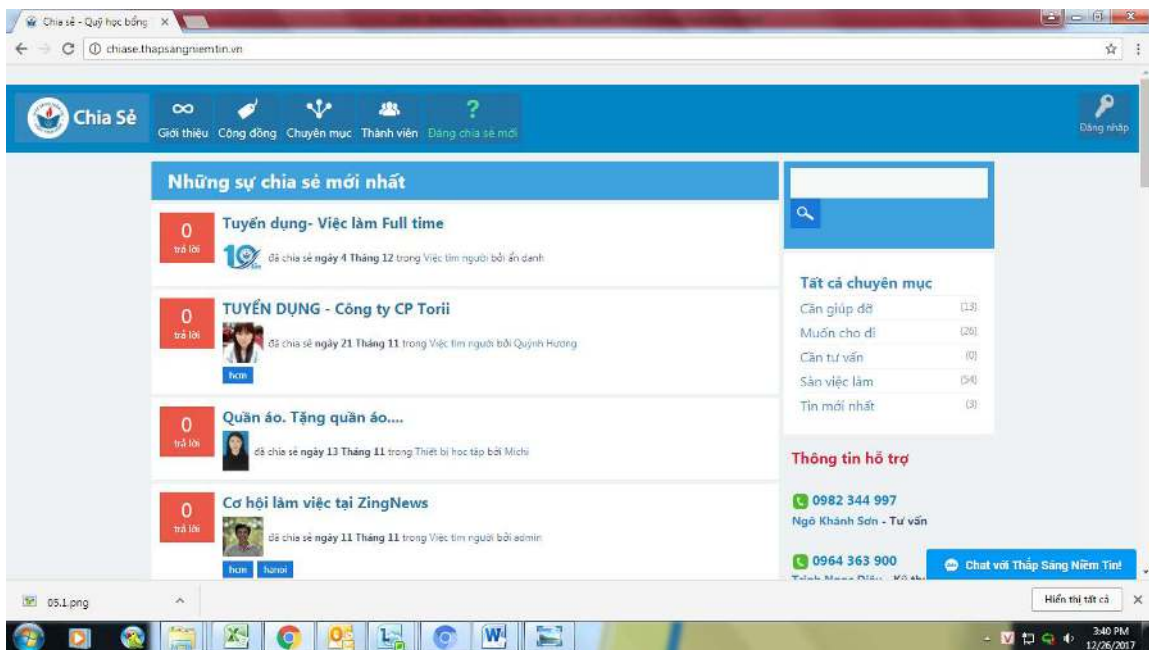 Chia sẻ - Quỹ học bổng
chiase.thapsangniemtin.vn
Chia Sẻ
Giới thiệu Cộng đồng Chuyên mục Thành viên Đăng chia sẻ mới
Đăng nhập
Những sự chia sẻ mới nhất
0
trả lời
Tuyển dụng- Việc làm Full time
đã chia sẻ ngày 4 Tháng 12 trong Việc tìm người bởi ẩn danh
0
trả lời
TUYỂN DỤNG - Công ty CP Torii
đã chia sẻ ngày 21 Tháng 11 trong Việc tìm người bởi Quỳnh Hương
hcm
0
trả lời
Quần áo. Tặng quần áo....
đã chia sẻ ngày 13 Tháng 11 trong Thiết bị học tập bởi Michi
0
trả lời
Cơ hội làm việc tại ZingNews
đã chia sẻ ngày 11 Tháng 11 trong Việc tìm người bởi admin
hcm hanoi
Tất cả chuyên mục
Cần giúp đỡ (13)
Muốn cho đi (26)
Cần tư vấn (0)
Sàn việc làm (54)
Tin mới nhất (3)
Thông tin hỗ trợ
0982 344 997
Ngô Khánh Sơn - Tư vấn
0964 363 900
Chat với Thắp Sáng Niềm Tin!
05.1.png
Hiển thị tất cả
3:40 PM
12/26/2017